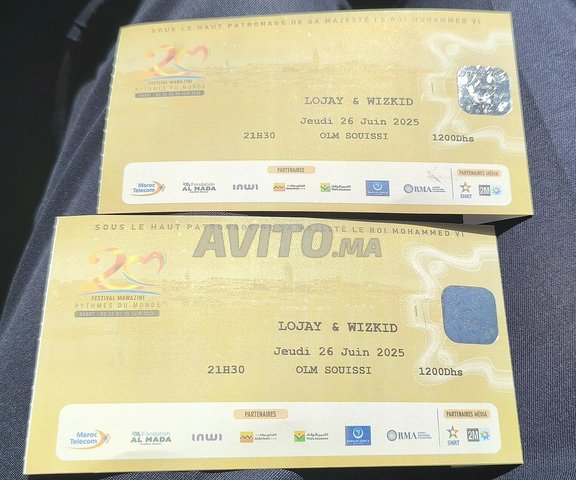 SOUS LE HAUT PATRONAGE DE SA MAJESTÉ LE ROI MOHAMMED VI
FESTIVAL MAWAZINE
RYTHMES DU MONDE
LOJAY & WIZKID
Jeudi 26 Juin 2025
21H30 OLM SOUISSI 1200Dhs
PARTENAIRES
PARTENAIRES MÉDIA
Maroc Telecom
Fondation AL MADA
inwi
RMA
SNRT
2M
SOUS LE HAUT PATRONAGE DE SA MAJESTÉ LE ROI MOHAMMED VI
AVITO.MA
FESTIVAL MAWAZINE
RYTHMES DU MONDE
LOJAY & WIZKID
Jeudi 26 Juin 2025
21H30 OLM SOUISSI 1200Dhs
PARTENAIRES
PARTENAIRES MÉDIA
Maroc Telecom
Fondation AL MADA
inwi
BANK OF AFRICA
RMA
SNRT
2M